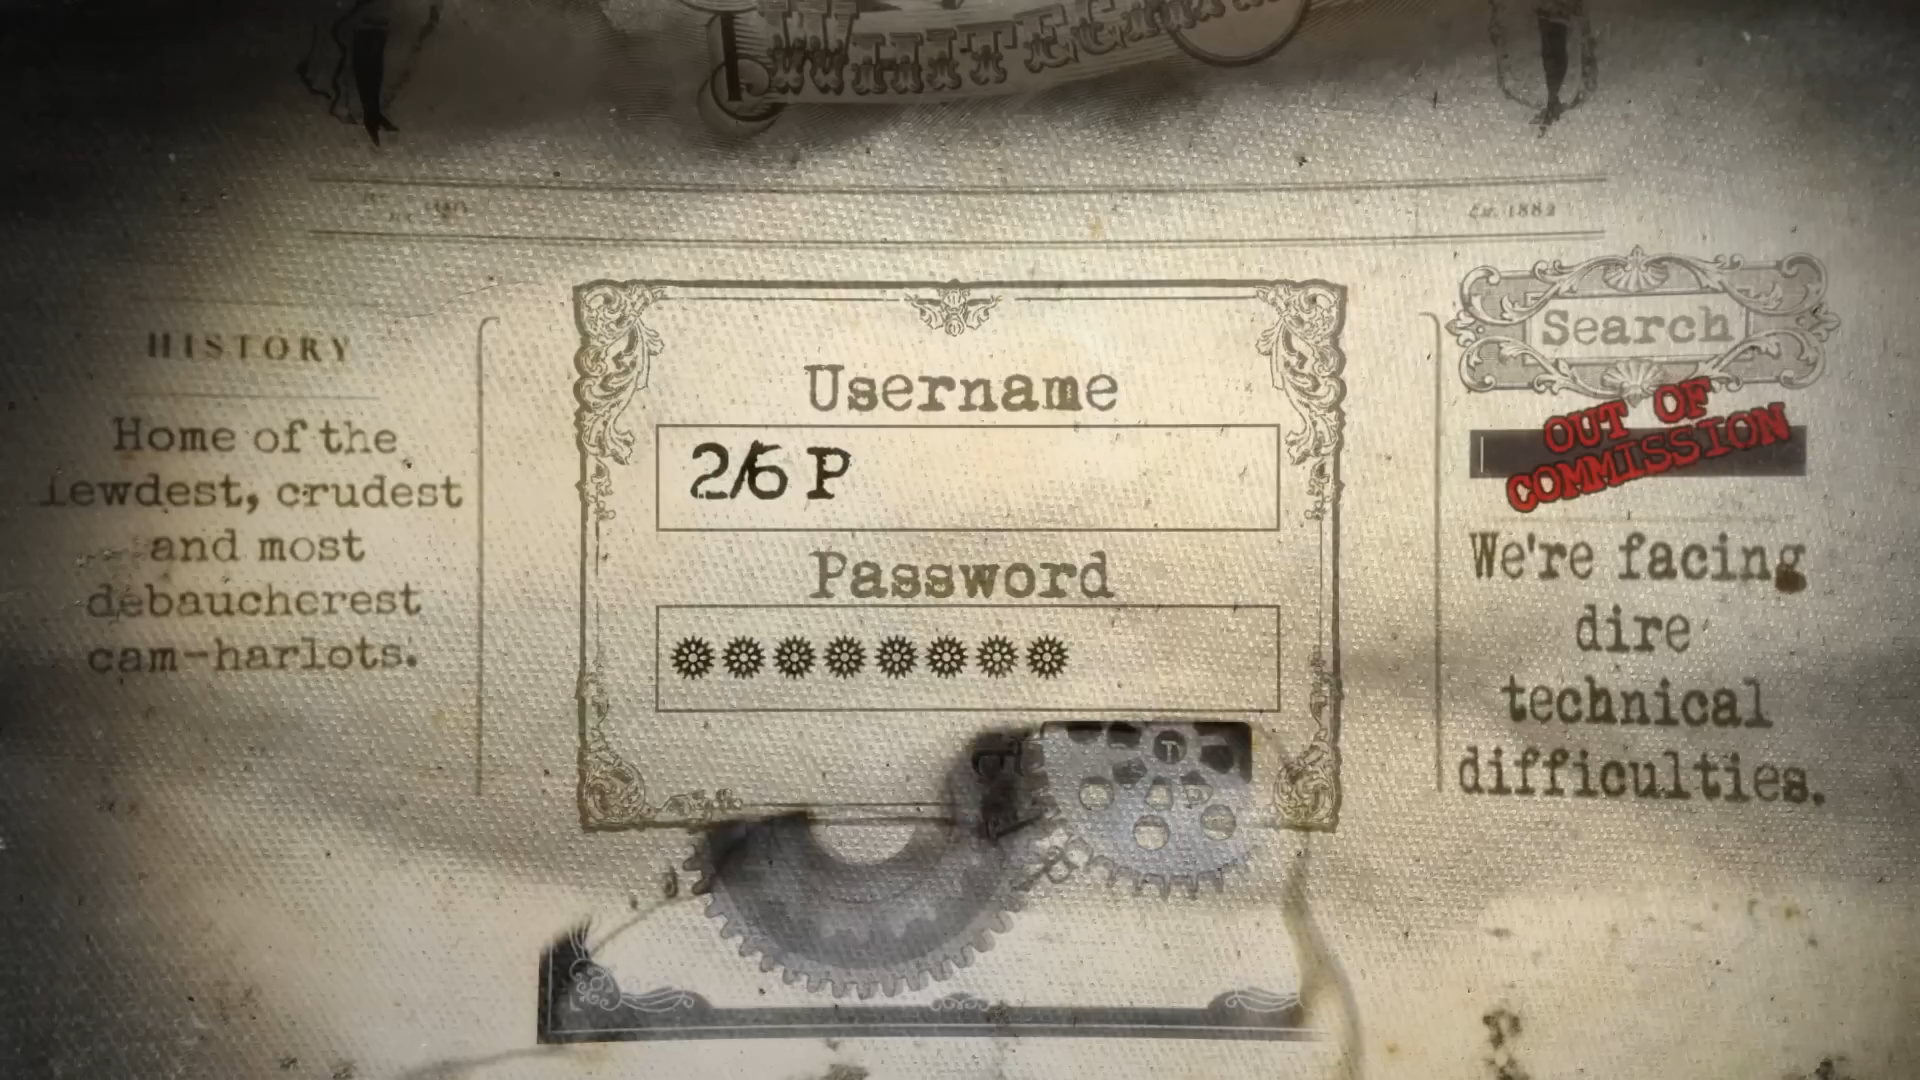 Est. 1882
HISTORY
Home of the
lewdest, crudest
and most
debaucherest
cam-harlots.
Username
2/6 P
Password
Search
OUT OF
COMMISSION
We're facing
dire
technical
difficulties.